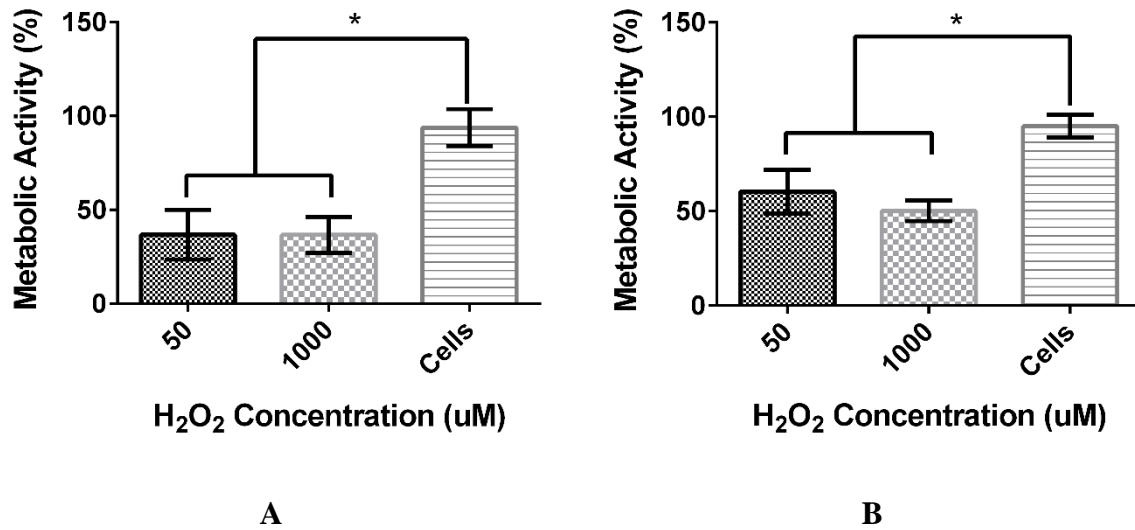 Metabolic Activity (%)
150
100
50
0
*
50
1000
Cells
H₂O₂ Concentration (uM)
A
Metabolic Activity (%)
150
100
50
0
*
50
1000
Cells
H₂O₂ Concentration (uM)
B